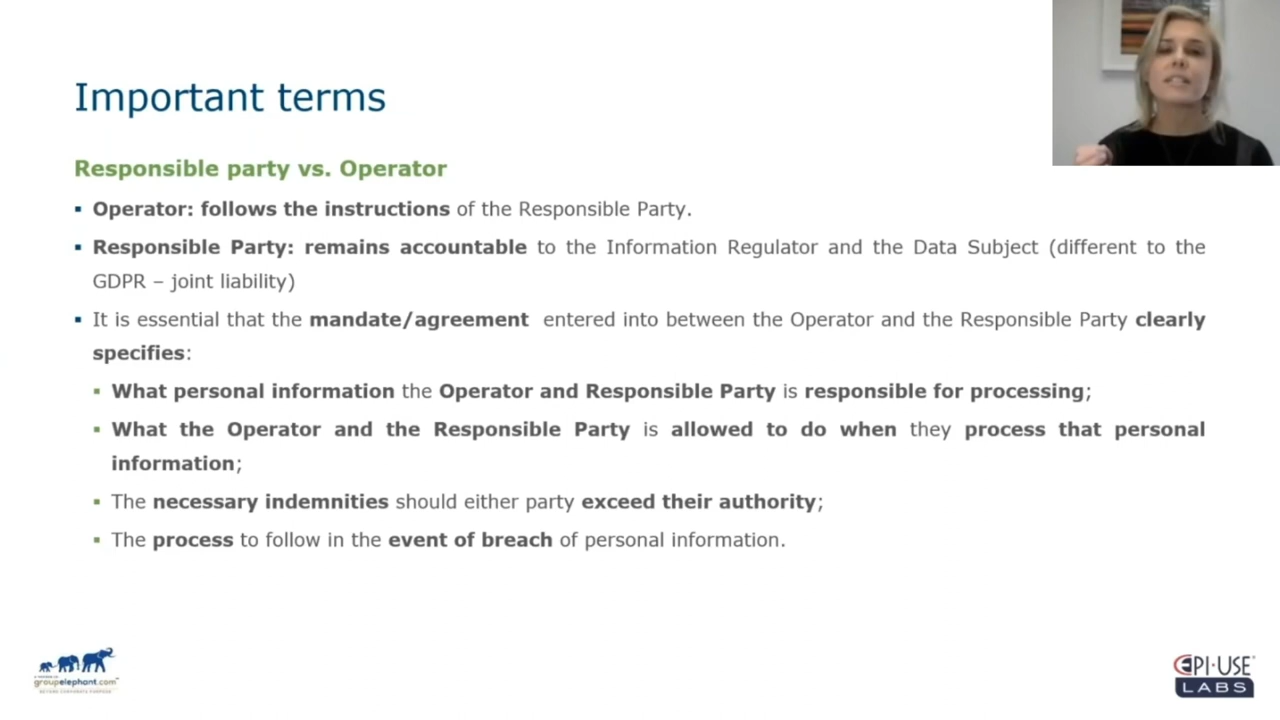 Important terms
Responsible party vs. Operator
▪ Operator: follows the instructions of the Responsible Party.
▪ Responsible Party: remains accountable to the Information Regulator and the Data Subject (different to the
GDPR – joint liability)
▪ It is essential that the mandate/agreement entered into between the Operator and the Responsible Party clearly
specifies:
▪ What personal information the Operator and Responsible Party is responsible for processing;
▪ What the Operator and the Responsible Party is allowed to do when they process that personal
information;
▪ The necessary indemnities should either party exceed their authority;
▪ The process to follow in the event of breach of personal information.
A MEMBER OF
groupelephant.com
BEYOND CORPORATE PURPOSE
EPI·USE
LABS